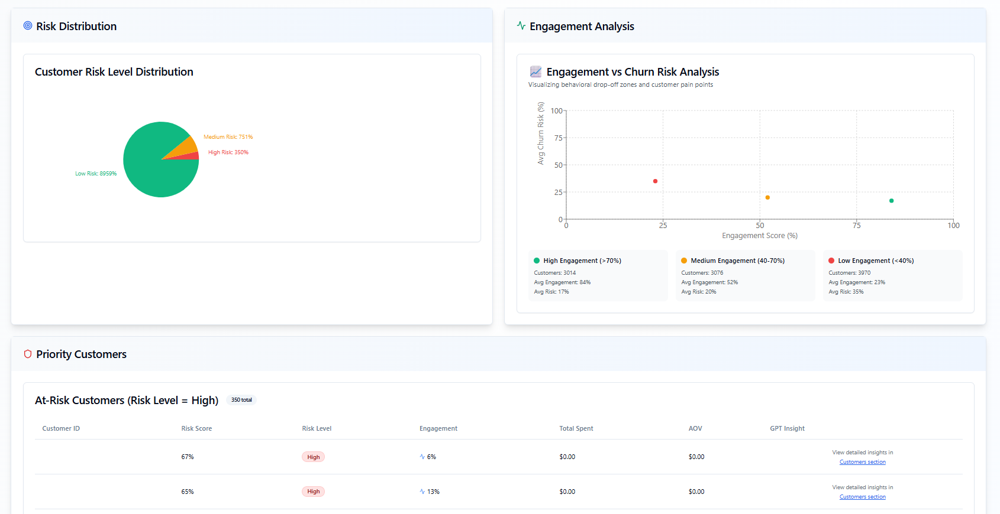 Risk Distribution
Customer Risk Level Distribution
Medium Risk: 751%
High Risk: 350%
Low Risk: 8959%
Engagement Analysis
Engagement vs Churn Risk Analysis
Visualizing behavioral drop-off zones and customer pain points
Avg Churn Risk (%)
100
75
50
25
0
0 25 50 75 100
Engagement Score (%)
High Engagement (>70%)
Customers: 3014
Avg Engagement: 84%
Avg Risk: 17%
Medium Engagement (40-70%)
Customers: 3076
Avg Engagement: 52%
Avg Risk: 20%
Low Engagement (<40%)
Customers: 3970
Avg Engagement: 23%
Avg Risk: 35%
Priority Customers
At-Risk Customers (Risk Level = High) 350 total
Customer ID Risk Score Risk Level Engagement Total Spent AOV GPT Insight
67% High 6% $0.00 $0.00 View detailed insights in
Customers section
65% High 13% $0.00 $0.00 View detailed insights in
Customers section